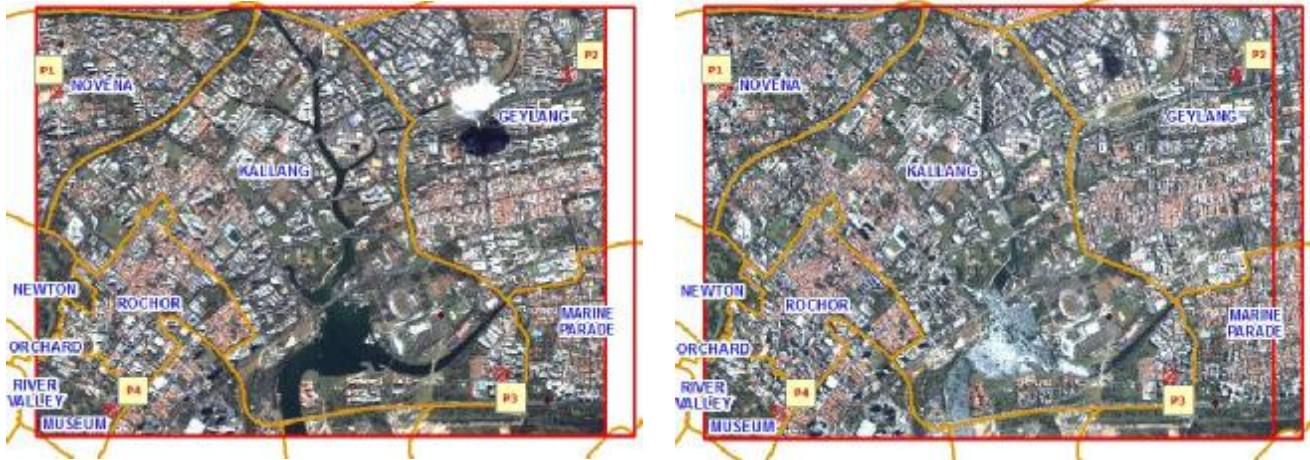 P1
P2
NOVENA
GEYLANG
KALLANG
NEWTON
ROCHOR
MARINE
PARADE
ORCHARD
RIVER
VALLEY
P4
P3
MUSEUM
P1
P2
NOVENA
GEYLANG
KALLANG
NEWTON
ROCHOR
MARINE
PARADE
ORCHARD
RIVER
VALLEY
P4
P3
MUSEUM